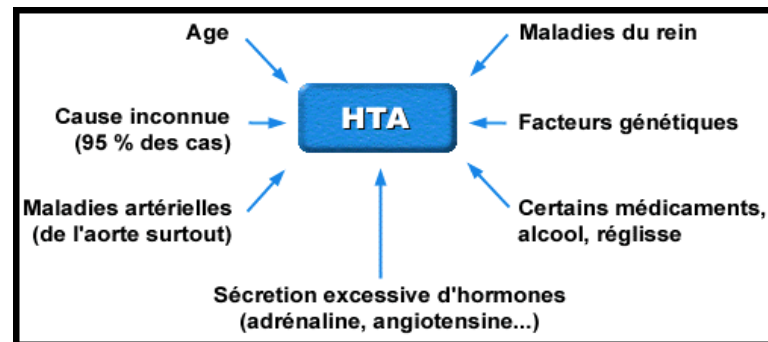 Age
Maladies du rein
HTA
Cause inconnue
(95 % des cas)
Facteurs génétiques
Maladies artérielles
(de l'aorte surtout)
Certains médicaments,
alcool, réglisse
Sécretion excessive d'hormones
(adrénaline, angiotensine...)